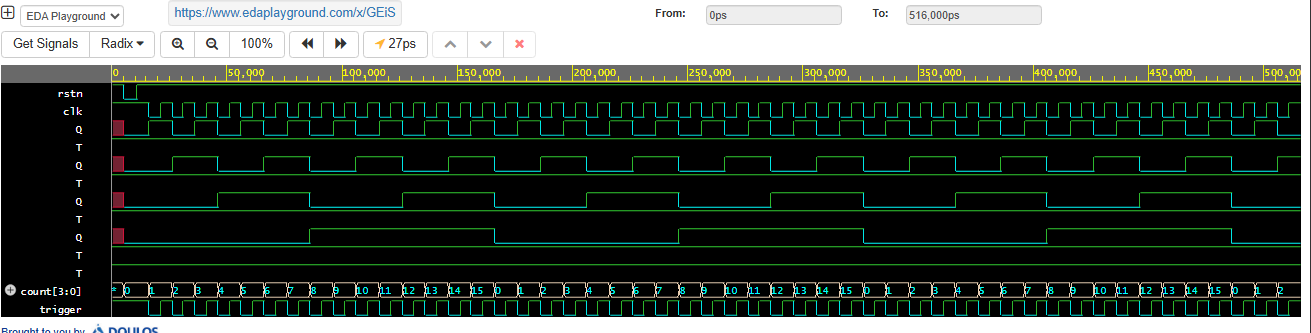 EDA Playground https://www.edaplayground.com/x/GEiS From: 0ps To: 516,000ps
Get Signals Radix 100% 27ps
0 50,000 100,000 150,000 200,000 250,000 300,000 350,000 400,000 450,000 500,000
rstn
clk
Q
T
Q
T
Q
T
Q
T
T
count[3:0] * 0 1 2 3 4 5 6 7 8 9 10 11 12 13 14 15 0 1 2 3 4 5 6 7 8 9 10 11 12 13 14 15 0 1 2 3 4 5 6 7 8 9 10 11 12 13 14 15 0 1 2
trigger
Brought to you by DOULOS